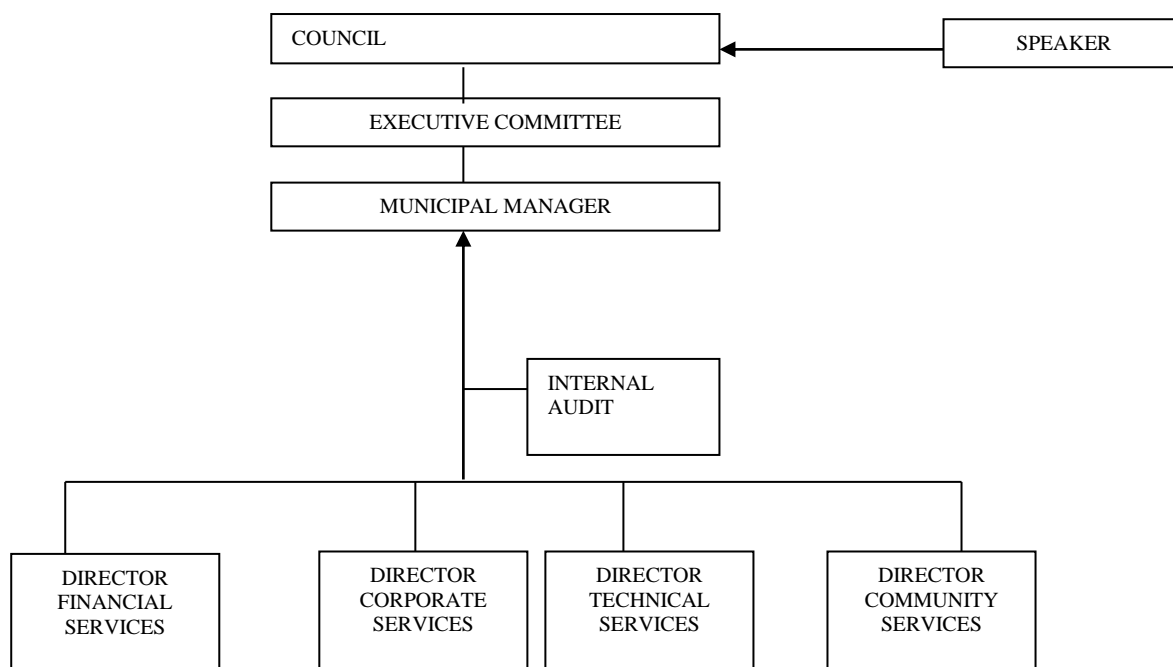 COUNCIL
SPEAKER
EXECUTIVE COMMITTEE
MUNICIPAL MANAGER
INTERNAL
AUDIT
DIRECTOR
FINANCIAL
SERVICES
DIRECTOR
CORPORATE
SERVICES
DIRECTOR
TECHNICAL
SERVICES
DIRECTOR
COMMUNITY
SERVICES